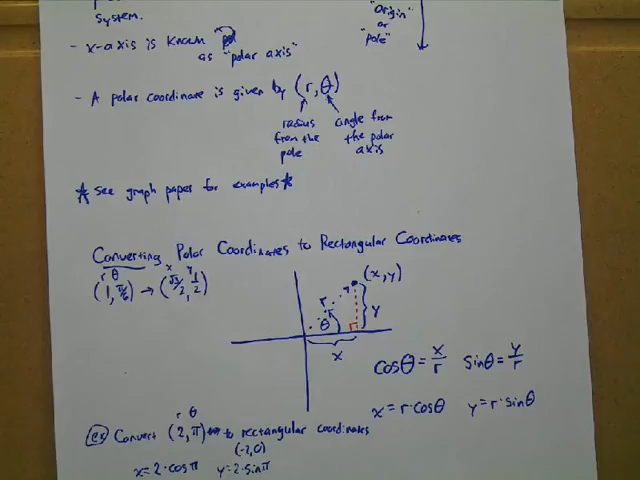 system.
"origin"
or
"pole"
- x-axis is known
as "polar axis"
- A polar coordinate is given by (r, θ)
radius
from the
pole
angle from
the polar
axis
* See graph paper for examples *
Converting Polar Coordinates to Rectangular Coordinates
r θ
x y
(1, π/6) → (√3/2, 1/2)
(x, y)
r
y
θ
x
cosθ = x/r sinθ = y/r
x = r·cosθ y = r·sinθ
r θ
ex Convert (2, π) to rectangular coordinates
(-2, 0)
x = 2·cosπ y = 2·sinπ